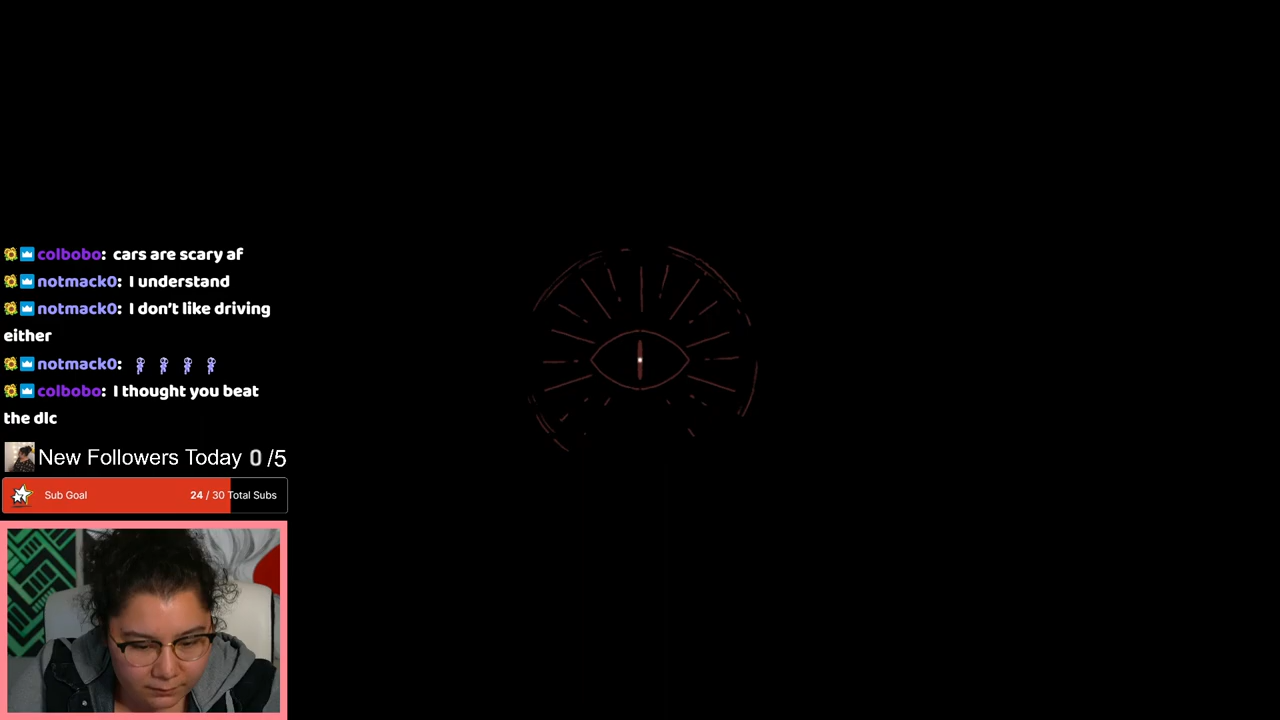 colbobo: cars are scary af
notmack0: I understand
notmack0: I don't like driving
either
notmack0:
colbobo: I thought you beat
the dlc
New Followers Today 0 /5
Sub Goal 24 / 30 Total Subs